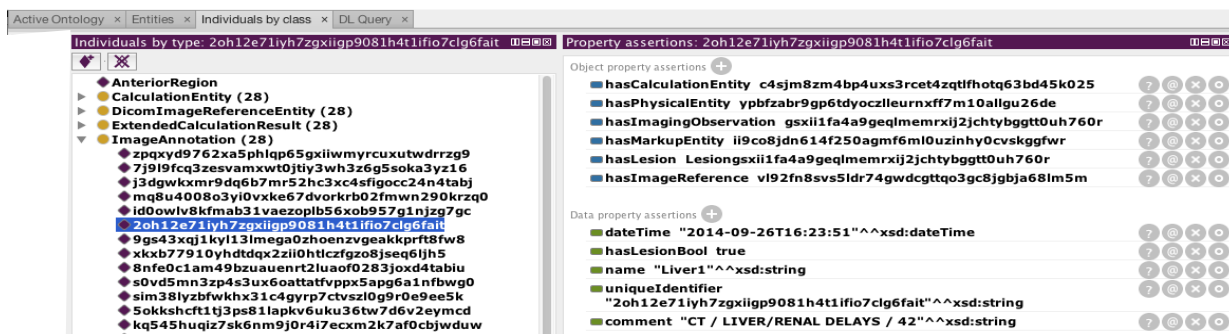 Active Ontology × Entities × Individuals by class × DL Query ×
Individuals by type: 2oh12e71iyh7zgxiigp9081h4t1ifio7clg6fait
AnteriorRegion
CalculationEntity (28)
DicomImageReferenceEntity (28)
ExtendedCalculationResult (28)
ImageAnnotation (28)
zpqxyd9762xa5phlqp65gxiiwmyrcuxutwdrrzg9
7j9l9fcq3zesvamxwt0jtiy3wh3z6g5soka3yz16
j3dgwkxmr9dq6b7mr52hc3xc4sfigocc24n4tabj
mq8u4008o3yi0vxke67dvorkrb02fmwn290krzq0
id0owlv8kfmab31vaezoplb56xob957g1njzg7gc
2oh12e71iyh7zgxiigp9081h4t1ifio7clg6fait
9gs43xqj1kyl13lmega0zhoenzvgeakkprft8fw8
xkxb77910yhdtdqx2zii0htlczfgzo8jseq6ljh5
8nfe0c1am49bzuauenrt2luaof0283joxd4tabiu
s0vd5mn3zp4s3ux6oattatfvppx5apg6a1nfbwg0
sim38lyzbfwkhx31c4gyrp7ctvszl0g9r0e9ee5k
5okkshcft1tj3ps81lapkv6uku36tw7d6v2eymcd
kq545huqiz7sk6nm9j0r4i7ecxm2k7af0cbjwduw
Property assertions: 2oh12e71iyh7zgxiigp9081h4t1ifio7clg6fait
Object property assertions
hasCalculationEntity c4sjm8zm4bp4uxs3rcet4zqtlfhotq63bd45k025
hasPhysicalEntity ypbfzabr9gp6tdyoczlleurnxff7m10allgu26de
hasImagingObservation gsxii1fa4a9geqlmemrxij2jchtybggtt0uh760r
hasMarkupEntity ii9co8jdn614f250agmf6ml0uzinhy0cvskggfwr
hasLesion Lesiongsxii1fa4a9geqlmemrxij2jchtybggtt0uh760r
hasImageReference vl92fn8svs5ldr74gwdcgttqo3gc8jgbja68lm5m
Data property assertions
dateTime "2014-09-26T16:23:51"^^xsd:dateTime
hasLesionBool true
name "Liver1"^^xsd:string
uniqueIdentifier
"2oh12e71iyh7zgxiigp9081h4t1ifio7clg6fait"^^xsd:string
comment "CT / LIVER/RENAL DELAYS / 42"^^xsd:string